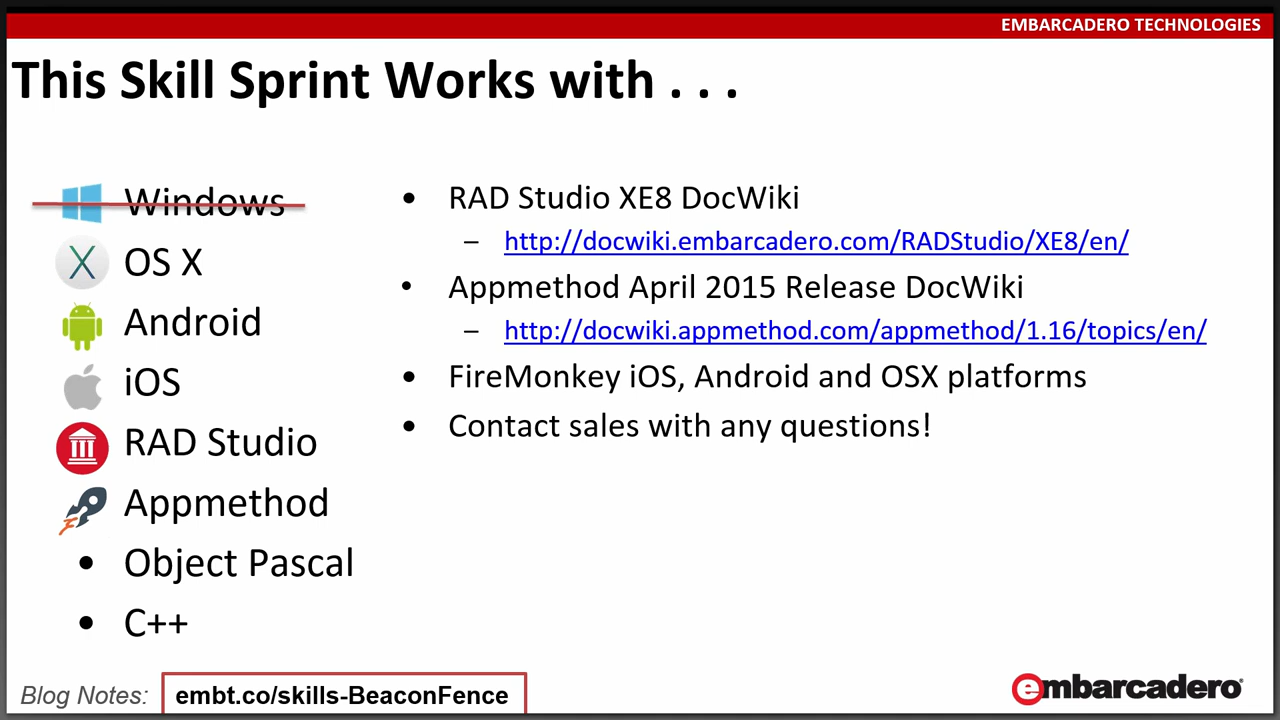 EMBARCADERO TECHNOLOGIES
This Skill Sprint Works with . . .
Windows
OS X
Android
iOS
RAD Studio
Appmethod
• Object Pascal
• C++
• RAD Studio XE8 DocWiki
– http://docwiki.embarcadero.com/RADStudio/XE8/en/
• Appmethod April 2015 Release DocWiki
– http://docwiki.appmethod.com/appmethod/1.16/topics/en/
• FireMonkey iOS, Android and OSX platforms
• Contact sales with any questions!
Blog Notes: embt.co/skills-BeaconFence
embarcadero